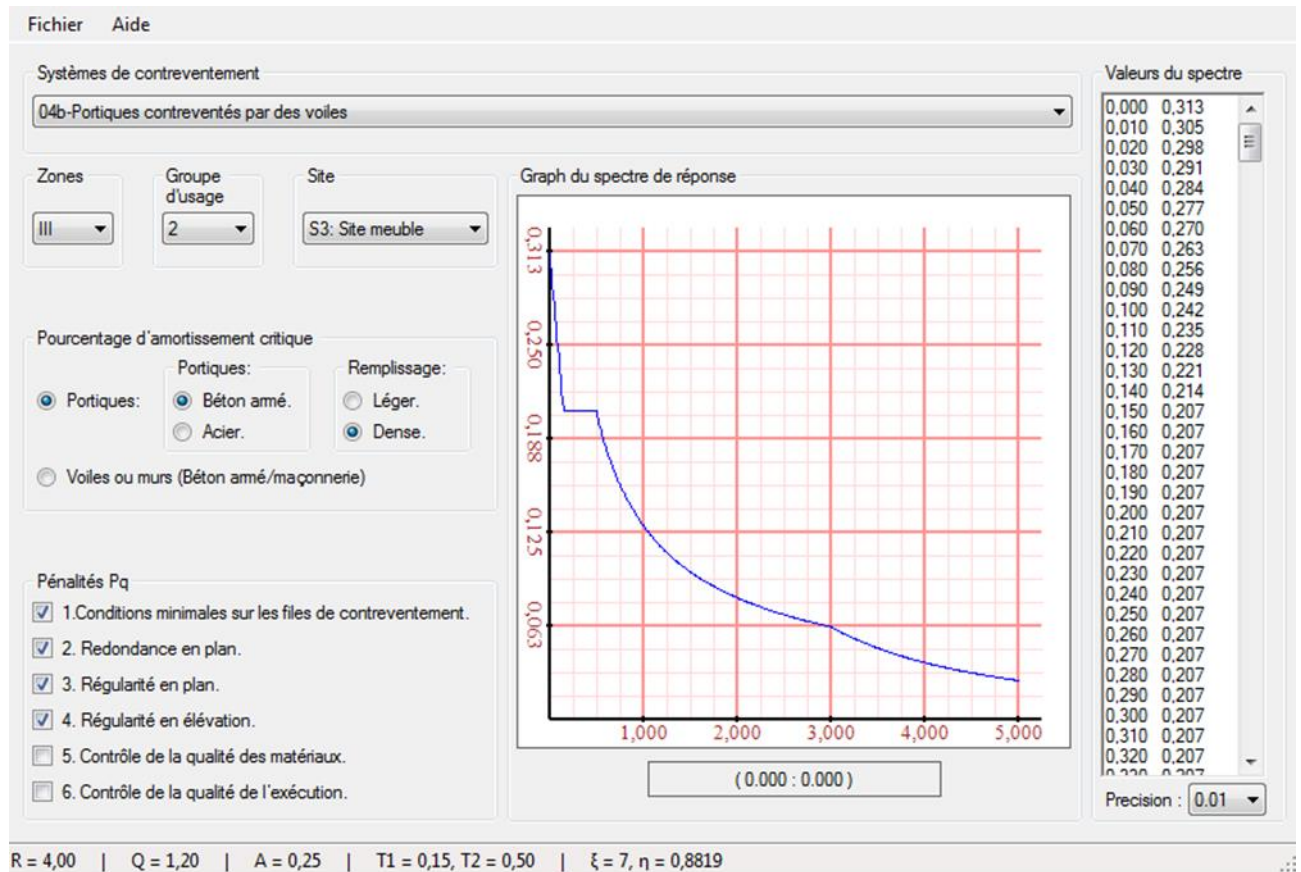 Fichier Aide
Systèmes de contreventement
04b-Portiques contreventés par des voiles
Zones
Groupe
d'usage
Site
III
2
S3: Site meuble
Pourcentage d'amortissement critique
Portiques:
Remplissage:
Portiques:
Béton armé.
Léger.
Acier.
Dense.
Voiles ou murs (Béton armé/maçonnerie)
Pénalités Pq
1.Conditions minimales sur les files de contreventement.
2. Redondance en plan.
3. Régularité en plan.
4. Régularité en élévation.
5. Contrôle de la qualité des matériaux.
6. Contrôle de la qualité de l'exécution.
Graph du spectre de réponse
0,313
0,250
0,188
0,125
0,063
1,000 2,000 3,000 4,000 5,000
( 0.000 : 0.000 )
Valeurs du spectre
0,000 0,313
0,010 0,305
0,020 0,298
0,030 0,291
0,040 0,284
0,050 0,277
0,060 0,270
0,070 0,263
0,080 0,256
0,090 0,249
0,100 0,242
0,110 0,235
0,120 0,228
0,130 0,221
0,140 0,214
0,150 0,207
0,160 0,207
0,170 0,207
0,180 0,207
0,190 0,207
0,200 0,207
0,210 0,207
0,220 0,207
0,230 0,207
0,240 0,207
0,250 0,207
0,260 0,207
0,270 0,207
0,280 0,207
0,290 0,207
0,300 0,207
0,310 0,207
0,320 0,207
Precision : 0.01
R = 4,00 | Q = 1,20 | A = 0,25 | T1 = 0,15, T2 = 0,50 | ξ = 7, η = 0,8819